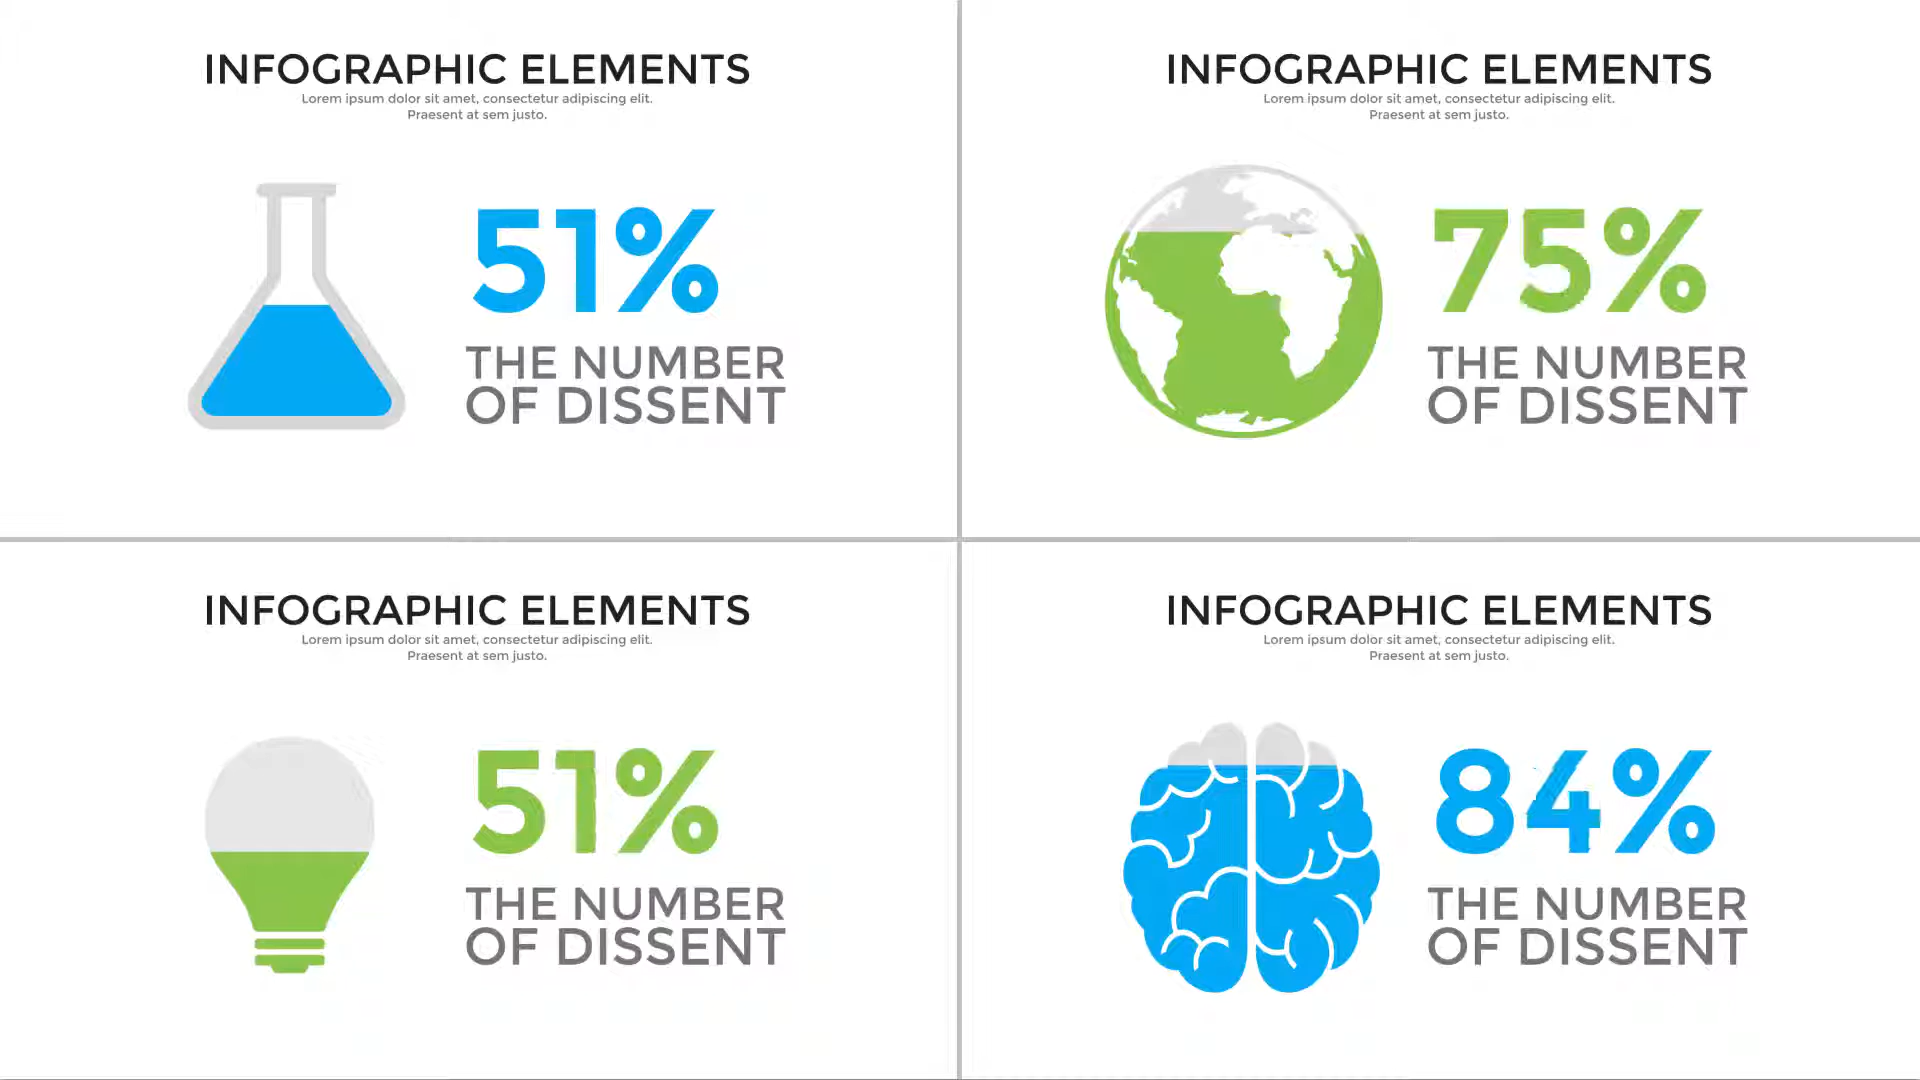 INFOGRAPHIC ELEMENTS
Lorem ipsum dolor sit amet, consectetur adipiscing elit.
Praesent at sem justo.
51%
THE NUMBER
OF DISSENT
INFOGRAPHIC ELEMENTS
Lorem ipsum dolor sit amet, consectetur adipiscing elit.
Praesent at sem justo.
75%
THE NUMBER
OF DISSENT
INFOGRAPHIC ELEMENTS
Lorem ipsum dolor sit amet, consectetur adipiscing elit.
Praesent at sem justo.
51%
THE NUMBER
OF DISSENT
INFOGRAPHIC ELEMENTS
Lorem ipsum dolor sit amet, consectetur adipiscing elit.
Praesent at sem justo.
84%
THE NUMBER
OF DISSENT